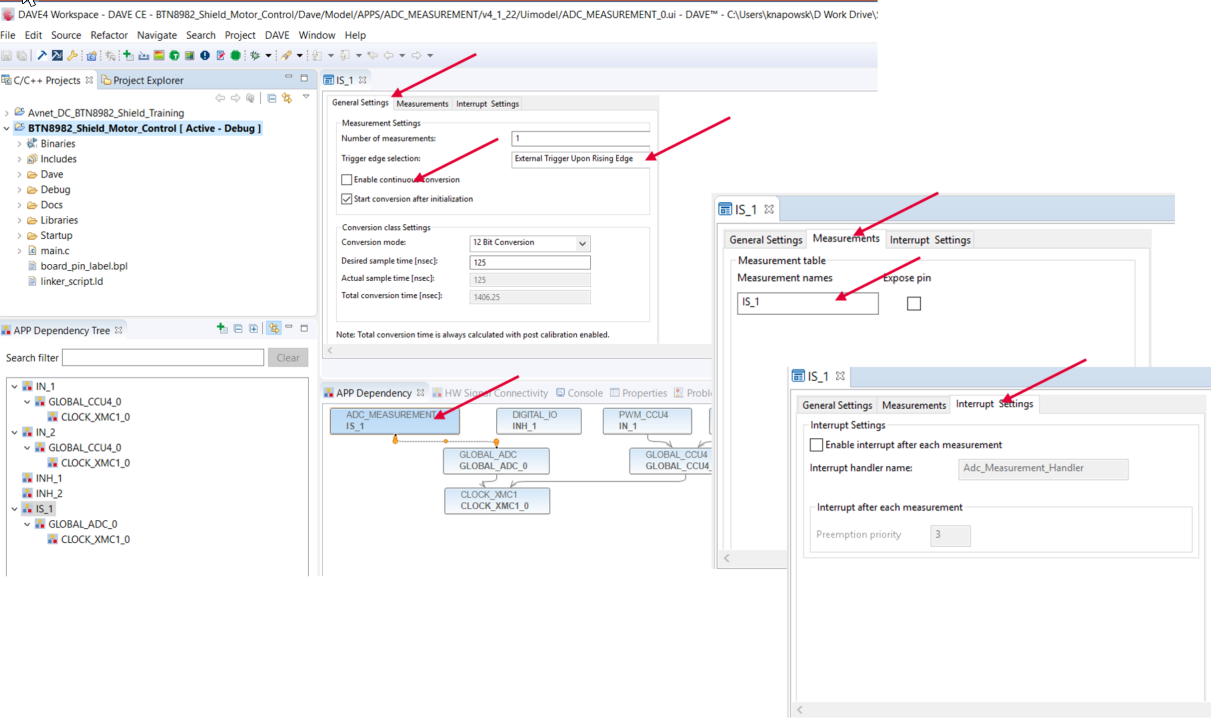 DAVE4 Workspace - DAVE CE - BTN8982_Shield_Motor_Control/Dave/Model/APPS/ADC_MEASUREMENT/v4_1_22/Uimodel/ADC_MEASUREMENT_0.ui - DAVE™ - C:\Users\knapowsk\D Work Drive\
File Edit Source Refactor Navigate Search Project DAVE Window Help
C/C++ Projects Project Explorer
Avnet_DC_BTN8982_Shield_Training
BTN8982_Shield_Motor_Control [ Active - Debug ]
Binaries
Includes
Dave
Debug
Docs
Libraries
Startup
main.c
board_pin_label.bpl
linker_script.ld
APP Dependency Tree
Search filter Clear
IN_1
GLOBAL_CCU4_0
CLOCK_XMC1_0
IN_2
GLOBAL_CCU4_0
CLOCK_XMC1_0
INH_1
INH_2
IS_1
GLOBAL_ADC_0
CLOCK_XMC1_0
IS_1
General Settings Measurements Interrupt Settings
Measurement Settings
Number of measurements: 1
Trigger edge selection: External Trigger Upon Rising Edge
Enable continuous conversion
Start conversion after initialization
Conversion class Settings
Conversion mode: 12 Bit Conversion
Desired sample time [nsec]: 125
Actual sample time [nsec]: 125
Total conversion time [nsec]: 1406.25
Note: Total conversion time is always calculated with post calibration enabled.
APP Dependency HW Signal Connectivity Console Properties Proble
ADC_MEASUREMENT
IS_1
DIGITAL_IO
INH_1
PWM_CCU4
IN_1
GLOBAL_ADC
GLOBAL_ADC_0
GLOBAL_CCU4
GLOBAL_CCU4_
CLOCK_XMC1
CLOCK_XMC1_0
IS_1
General Settings Measurements Interrupt Settings
Measurement table
Measurement names Expose pin
IS_1
IS_1
General Settings Measurements Interrupt Settings
Interrupt Settings
Enable interrupt after each measurement
Interrupt handler name: Adc_Measurement_Handler
Interrupt after each measurement
Preemption priority 3